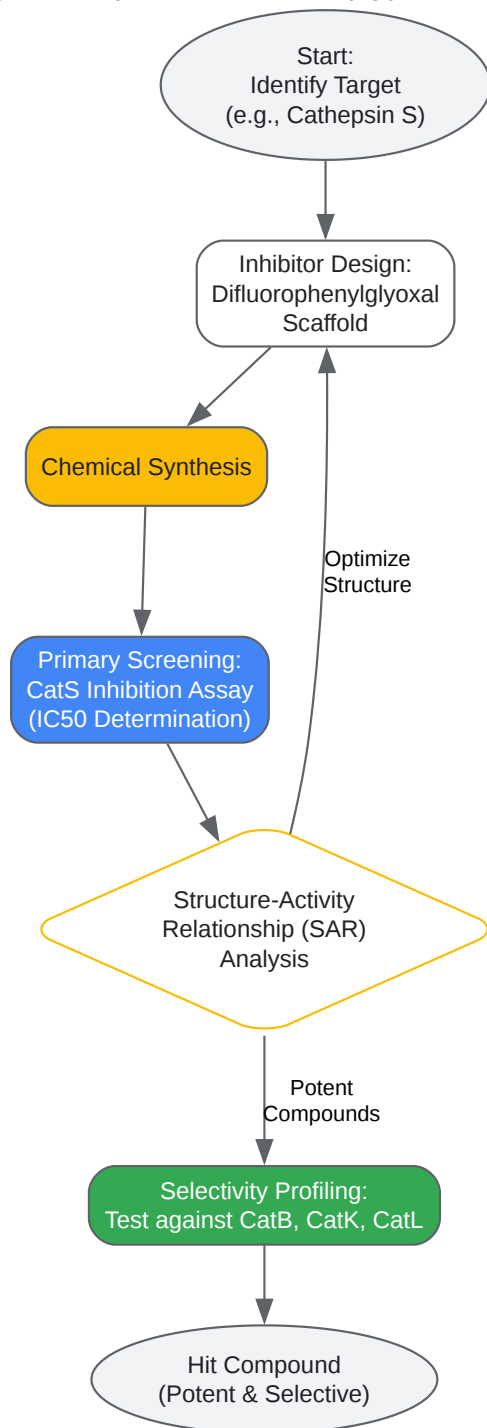 Start:
Identify Target
(e.g., Cathepsin S)
Inhibitor Design:
Difluorophenylglyoxal
Scaffold
Chemical Synthesis
Optimize
Structure
Primary Screening:
CatS Inhibition Assay
(IC50 Determination)
Structure-Activity
Relationship (SAR)
Analysis
Potent
Compounds
Selectivity Profiling:
Test against CatB, CatK, CatL
Hit Compound
(Potent & Selective)